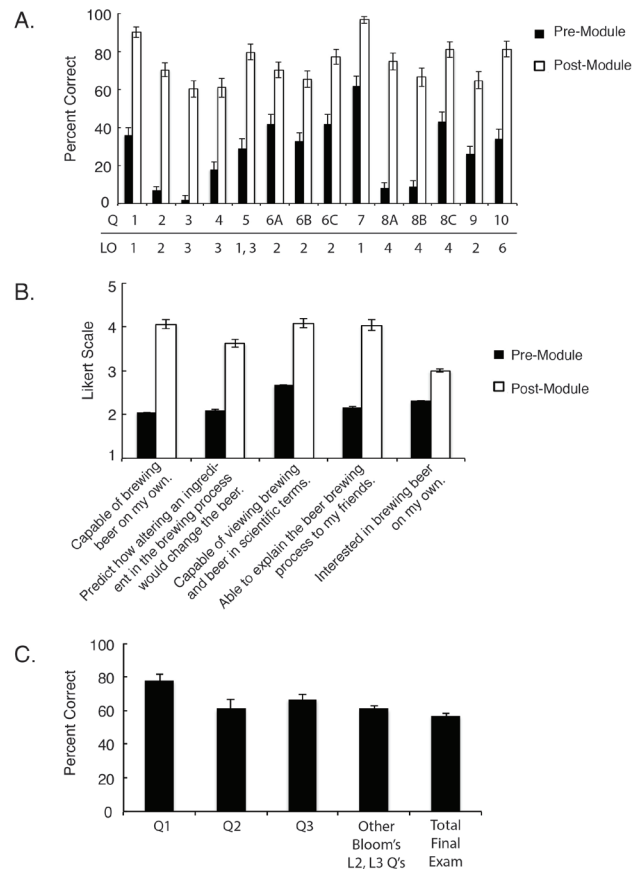 A.
Percent Correct
100
80
60
40
20
0
Pre-Module
Post-Module
Q 1 2 3 4 5 6A 6B 6C 7 8A 8B 8C 9 10
LO 1 2 3 3 1, 3 2 2 2 1 4 4 4 2 6
B.
Likert Scale
5
4
3
2
1
Pre-Module
Post-Module
Capable of brewing
beer on my own.
Predict how altering an ingredi-
ent in the brewing process
would change the beer.
Capable of viewing brewing
and beer in scientific terms.
Able to explain the beer brewing
process to my friends.
Interested in brewing beer
on my own.
C.
Percent Correct
100
80
60
40
20
0
Q1 Q2 Q3 Other Total
Bloom's Final
L2, L3 Q's Exam